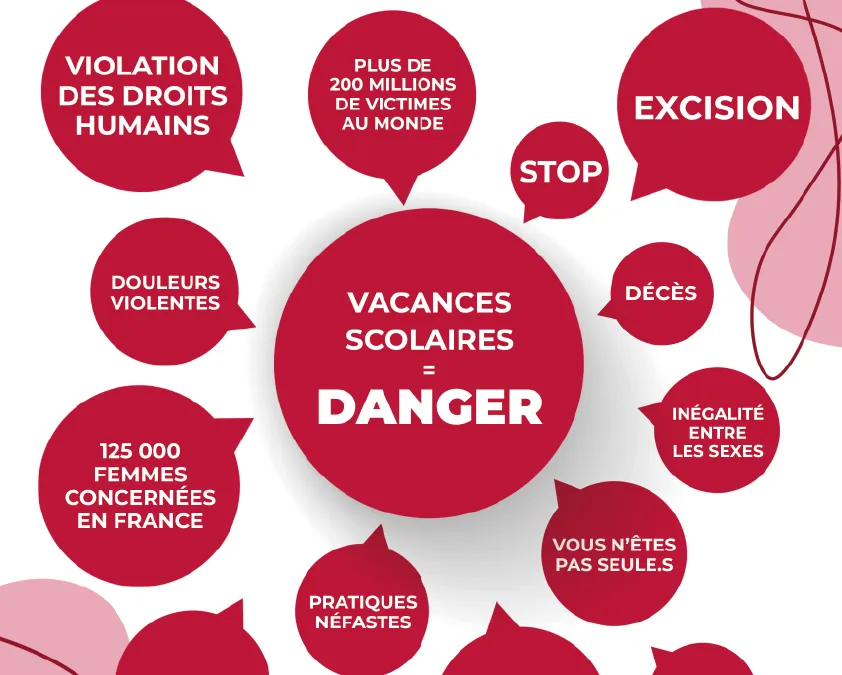 VIOLATION
DES DROITS
HUMAINS
PLUS DE
200 MILLIONS
DE VICTIMES
AU MONDE
EXCISION
STOP
DOULEURS
VIOLENTES
VACANCES
SCOLAIRES
=
DANGER
DÉCÈS
INÉGALITÉ
ENTRE
LES SEXES
125 000
FEMMES
CONCERNÉES
EN FRANCE
VOUS N'ÊTES
PAS SEULE.S
PRATIQUES
NÉFASTES